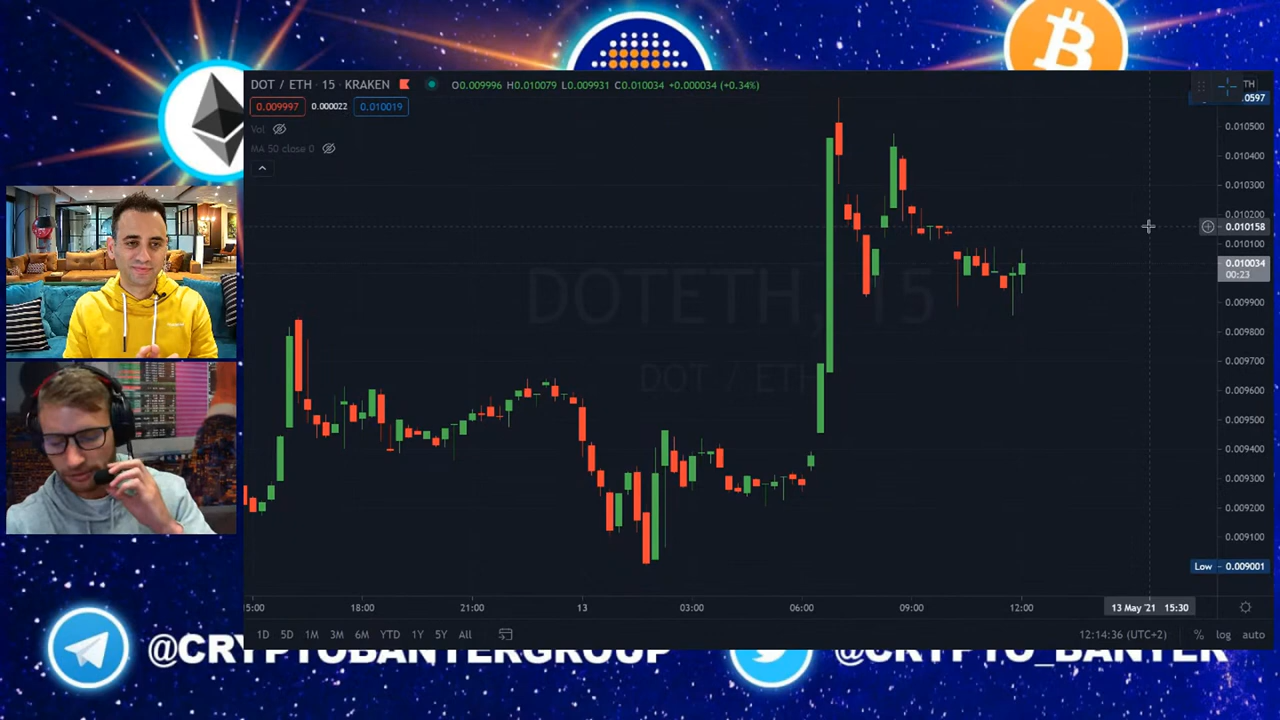 DOT / ETH · 15 · KRAKEN O0.009996 H0.010079 L0.009931 C0.010034 +0.000034 (+0.34%)
TH
0.009997 0.000022 0.010019
.0597
Vol
0.010500
MA 50 close 0
0.010400
0.010300
0.010200
0.010158
0.010100
0.010034
00:23
DOTETH, 15
0.009900
0.009800
DOT / ETH
0.009700
0.009600
0.009500
0.009400
0.009300
0.009200
0.009100
Low 0.009001
15:00 18:00 21:00 13 03:00 06:00 09:00 12:00 13 May '21 15:30
1D 5D 1M 3M 6M YTD 1Y 5Y All 12:14:36 (UTC+2) % log auto
@CRYPTOBANTERGROUP @CRYPTO_BANTER